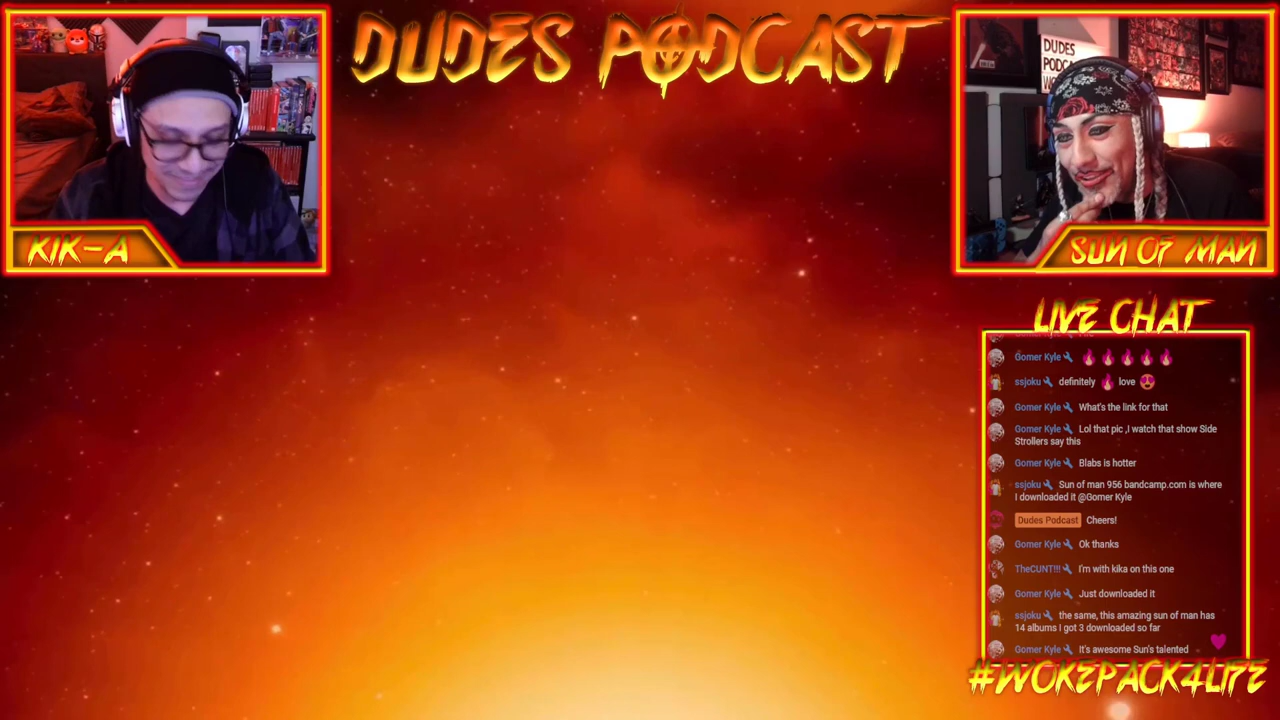 DUDES PODCAST
KIK-A
DUDES
SUN OF MAN
LIVE CHAT
Gomer Kyle
ssjoku definitely love
Gomer Kyle What's the link for that
Gomer Kyle Lol that pic ,I watch that show Side
Strollers say this
Gomer Kyle Blabs is hotter
ssjoku Sun of man 956 bandcamp.com is where
I downloaded it @Gomer Kyle
Dudes Podcast Cheers!
Gomer Kyle Ok thanks
TheCUNT!!! I'm with kika on this one
Gomer Kyle Just downloaded it
ssjoku the same, this amazing sun of man has
14 albums I got 3 downloaded so far
Gomer Kyle It's awesome Sun's talented
#WOKEPACK4LIFE